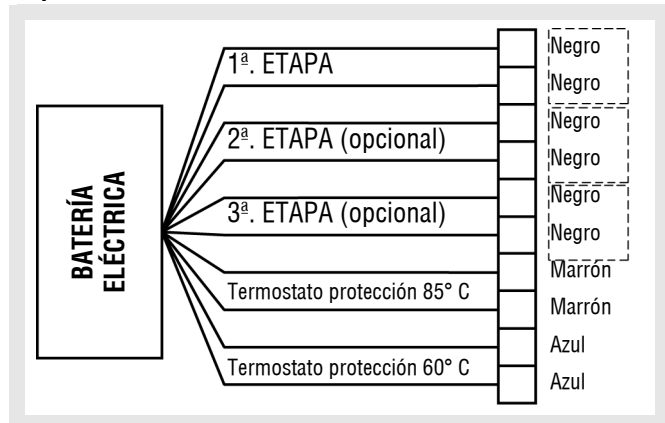 BATERÍA
ELÉCTRICA
1ª. ETAPA
2ª. ETAPA (opcional)
3ª. ETAPA (opcional)
Termostato protección 85° C
Termostato protección 60° C
Negro
Negro
Negro
Negro
Negro
Negro
Marrón
Marrón
Azul
Azul